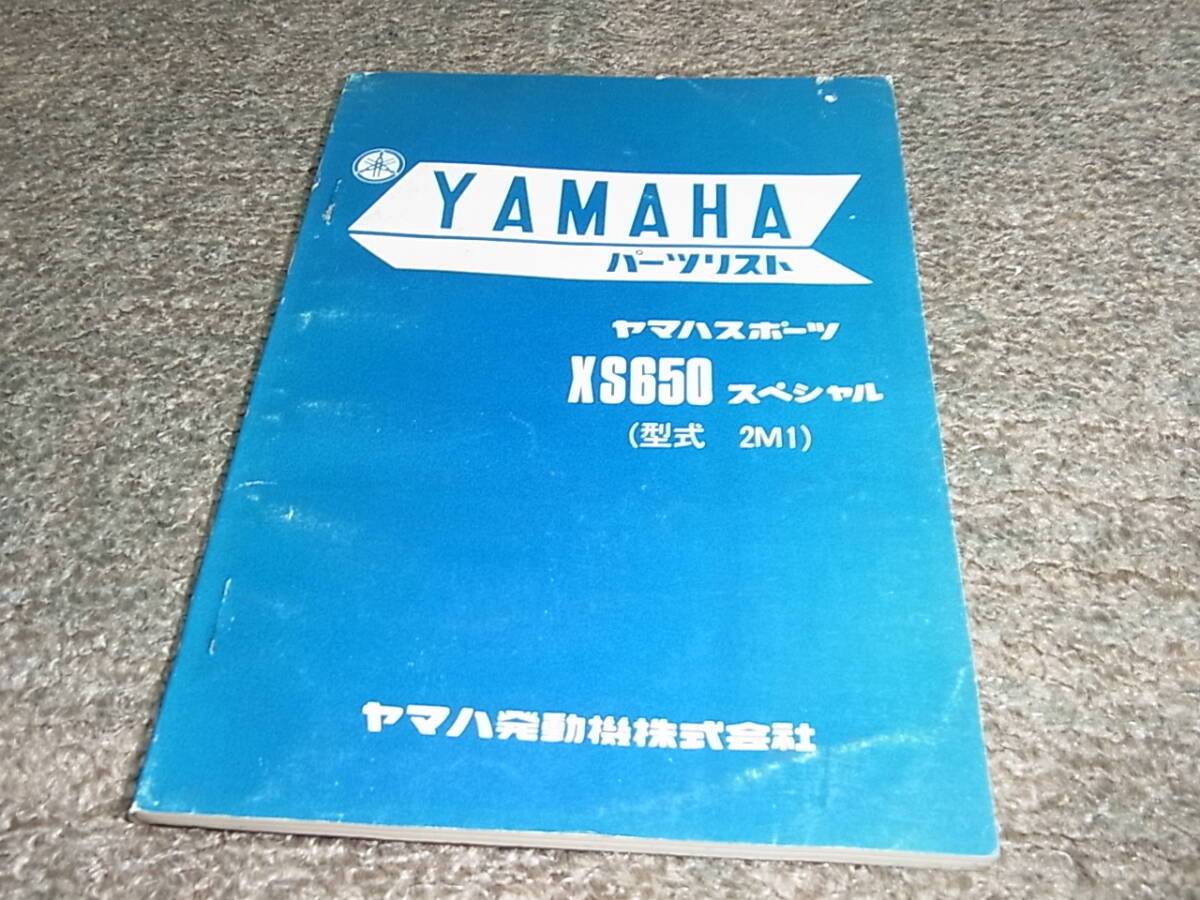 YAMAHA
パーツリスト
ヤマハスポーツ
XS650 スペシャル
(型式 2M1)
ヤマハ発動機株式会社